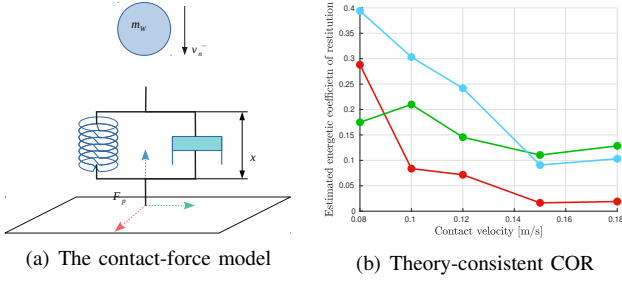 m_w
v_n^-
x
F_p
(a) The contact-force model
Estimated energetic coefficietn of restitution
0.4
0.35
0.3
0.25
0.2
0.15
0.1
0.05
0
0.08 0.1 0.12 0.14 0.16 0.18
Contact velocity [m/s]
(b) Theory-consistent COR